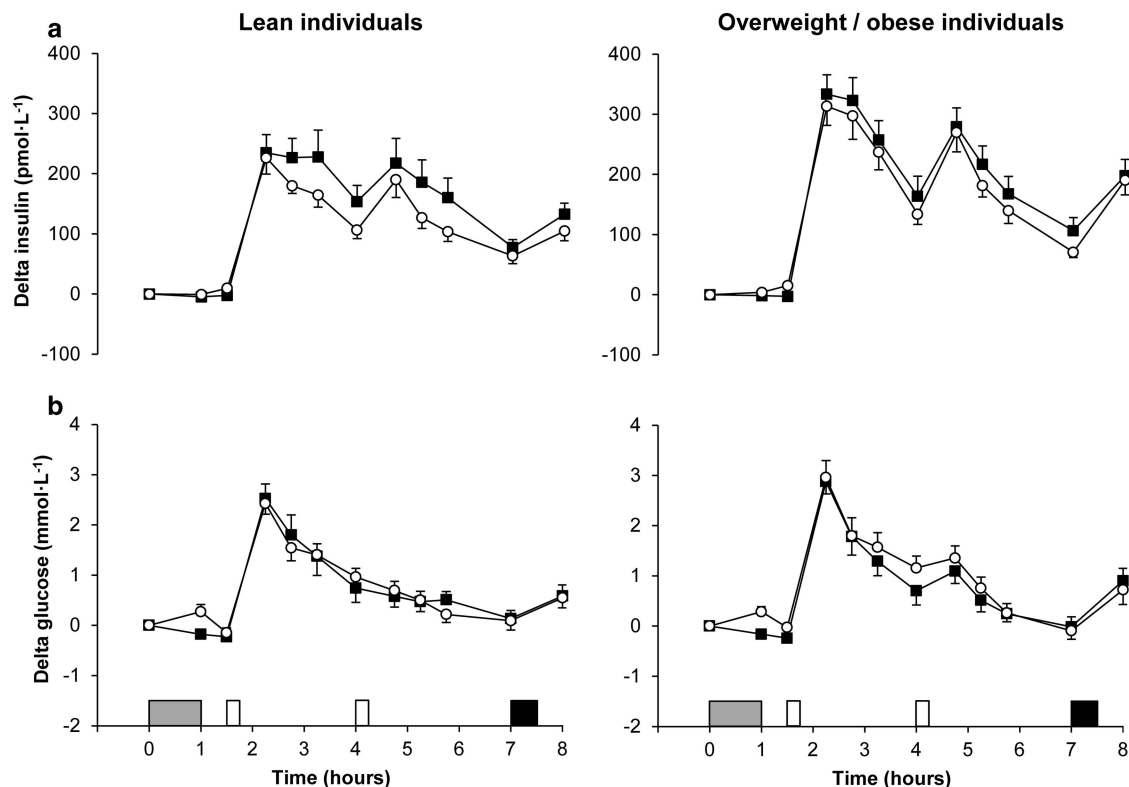 Lean individuals
Overweight / obese individuals
a
Delta insulin (pmol·L-1)
400
300
200
100
0
-100
400
300
200
100
0
-100
b
Delta glucose (mmol·L-1)
4
3
2
1
0
-1
-2
4
3
2
1
0
-1
-2
0 1 2 3 4 5 6 7 8
0 1 2 3 4 5 6 7 8
Time (hours)
Time (hours)